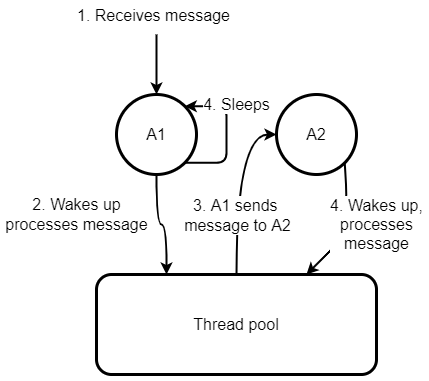 1. Receives message
4. Sleeps
A1
A2
2. Wakes up
processes message
3. A1 sends
message to A2
4. Wakes up,
processes
message
Thread pool